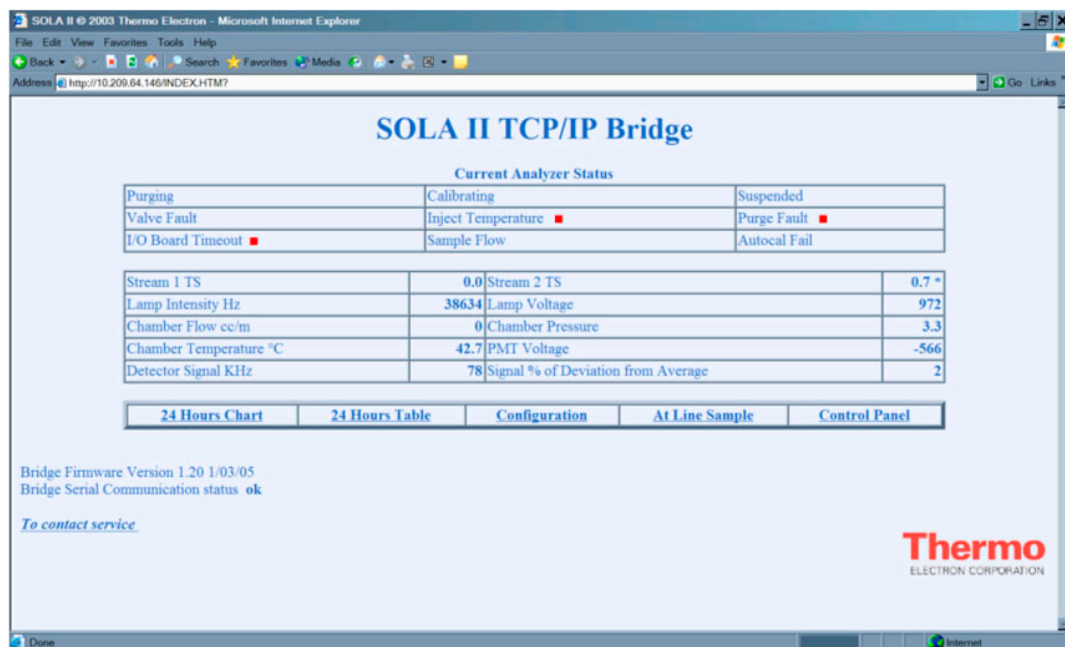 SOLA II © 2003 Thermo Electron - Microsoft Internet Explorer
File Edit View Favorites Tools Help
Back Search Favorites Media
Address http://10.209.64.146/INDEX.HTM? Go Links
SOLA II TCP/IP Bridge
Current Analyzer Status
Purging Calibrating Suspended
Valve Fault Inject Temperature Purge Fault
I/O Board Timeout Sample Flow Autocal Fail
Stream 1 TS 0.0 Stream 2 TS 0.7 *
Lamp Intensity Hz 38634 Lamp Voltage 972
Chamber Flow cc/m 0 Chamber Pressure 3.3
Chamber Temperature °C 42.7 PMT Voltage -566
Detector Signal KHz 78 Signal % of Deviation from Average 2
24 Hours Chart 24 Hours Table Configuration At Line Sample Control Panel
Bridge Firmware Version 1.20 1/03/05
Bridge Serial Communication status ok
To contact service
Thermo
ELECTRON CORPORATION
Done Internet